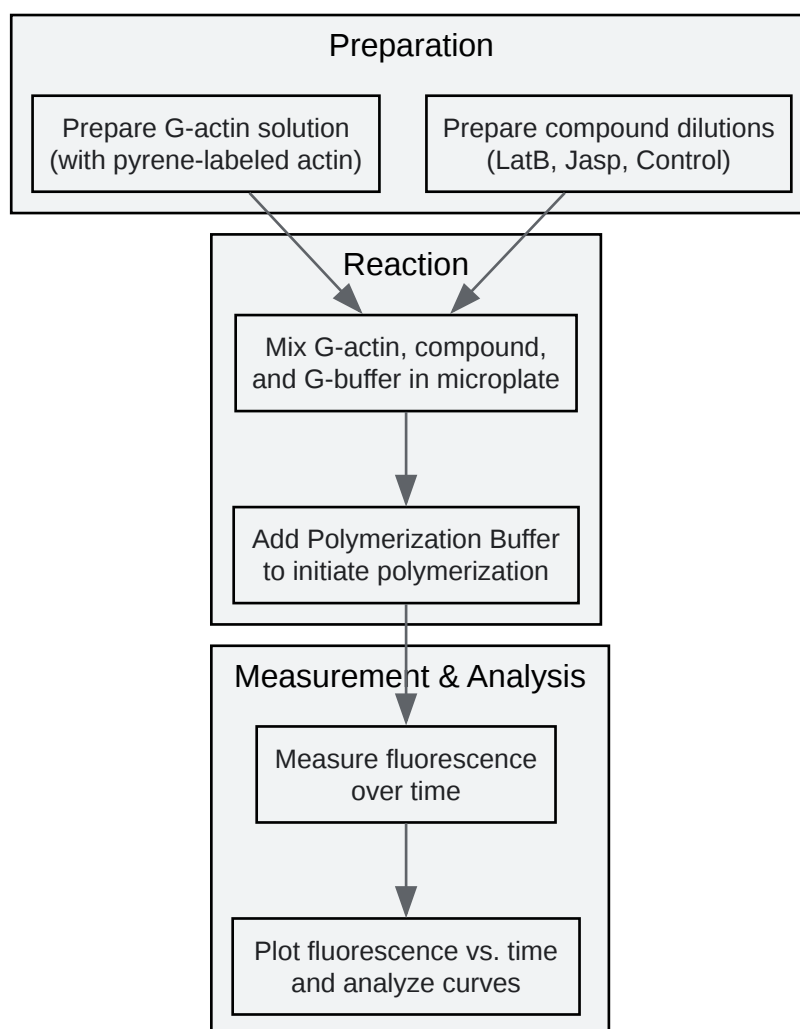 Preparation
Prepare G-actin solution
(with pyrene-labeled actin)
Prepare compound dilutions
(LatB, Jasp, Control)
Reaction
Mix G-actin, compound,
and G-buffer in microplate
Add Polymerization Buffer
to initiate polymerization
Measurement & Analysis
Measure fluorescence
over time
Plot fluorescence vs. time
and analyze curves